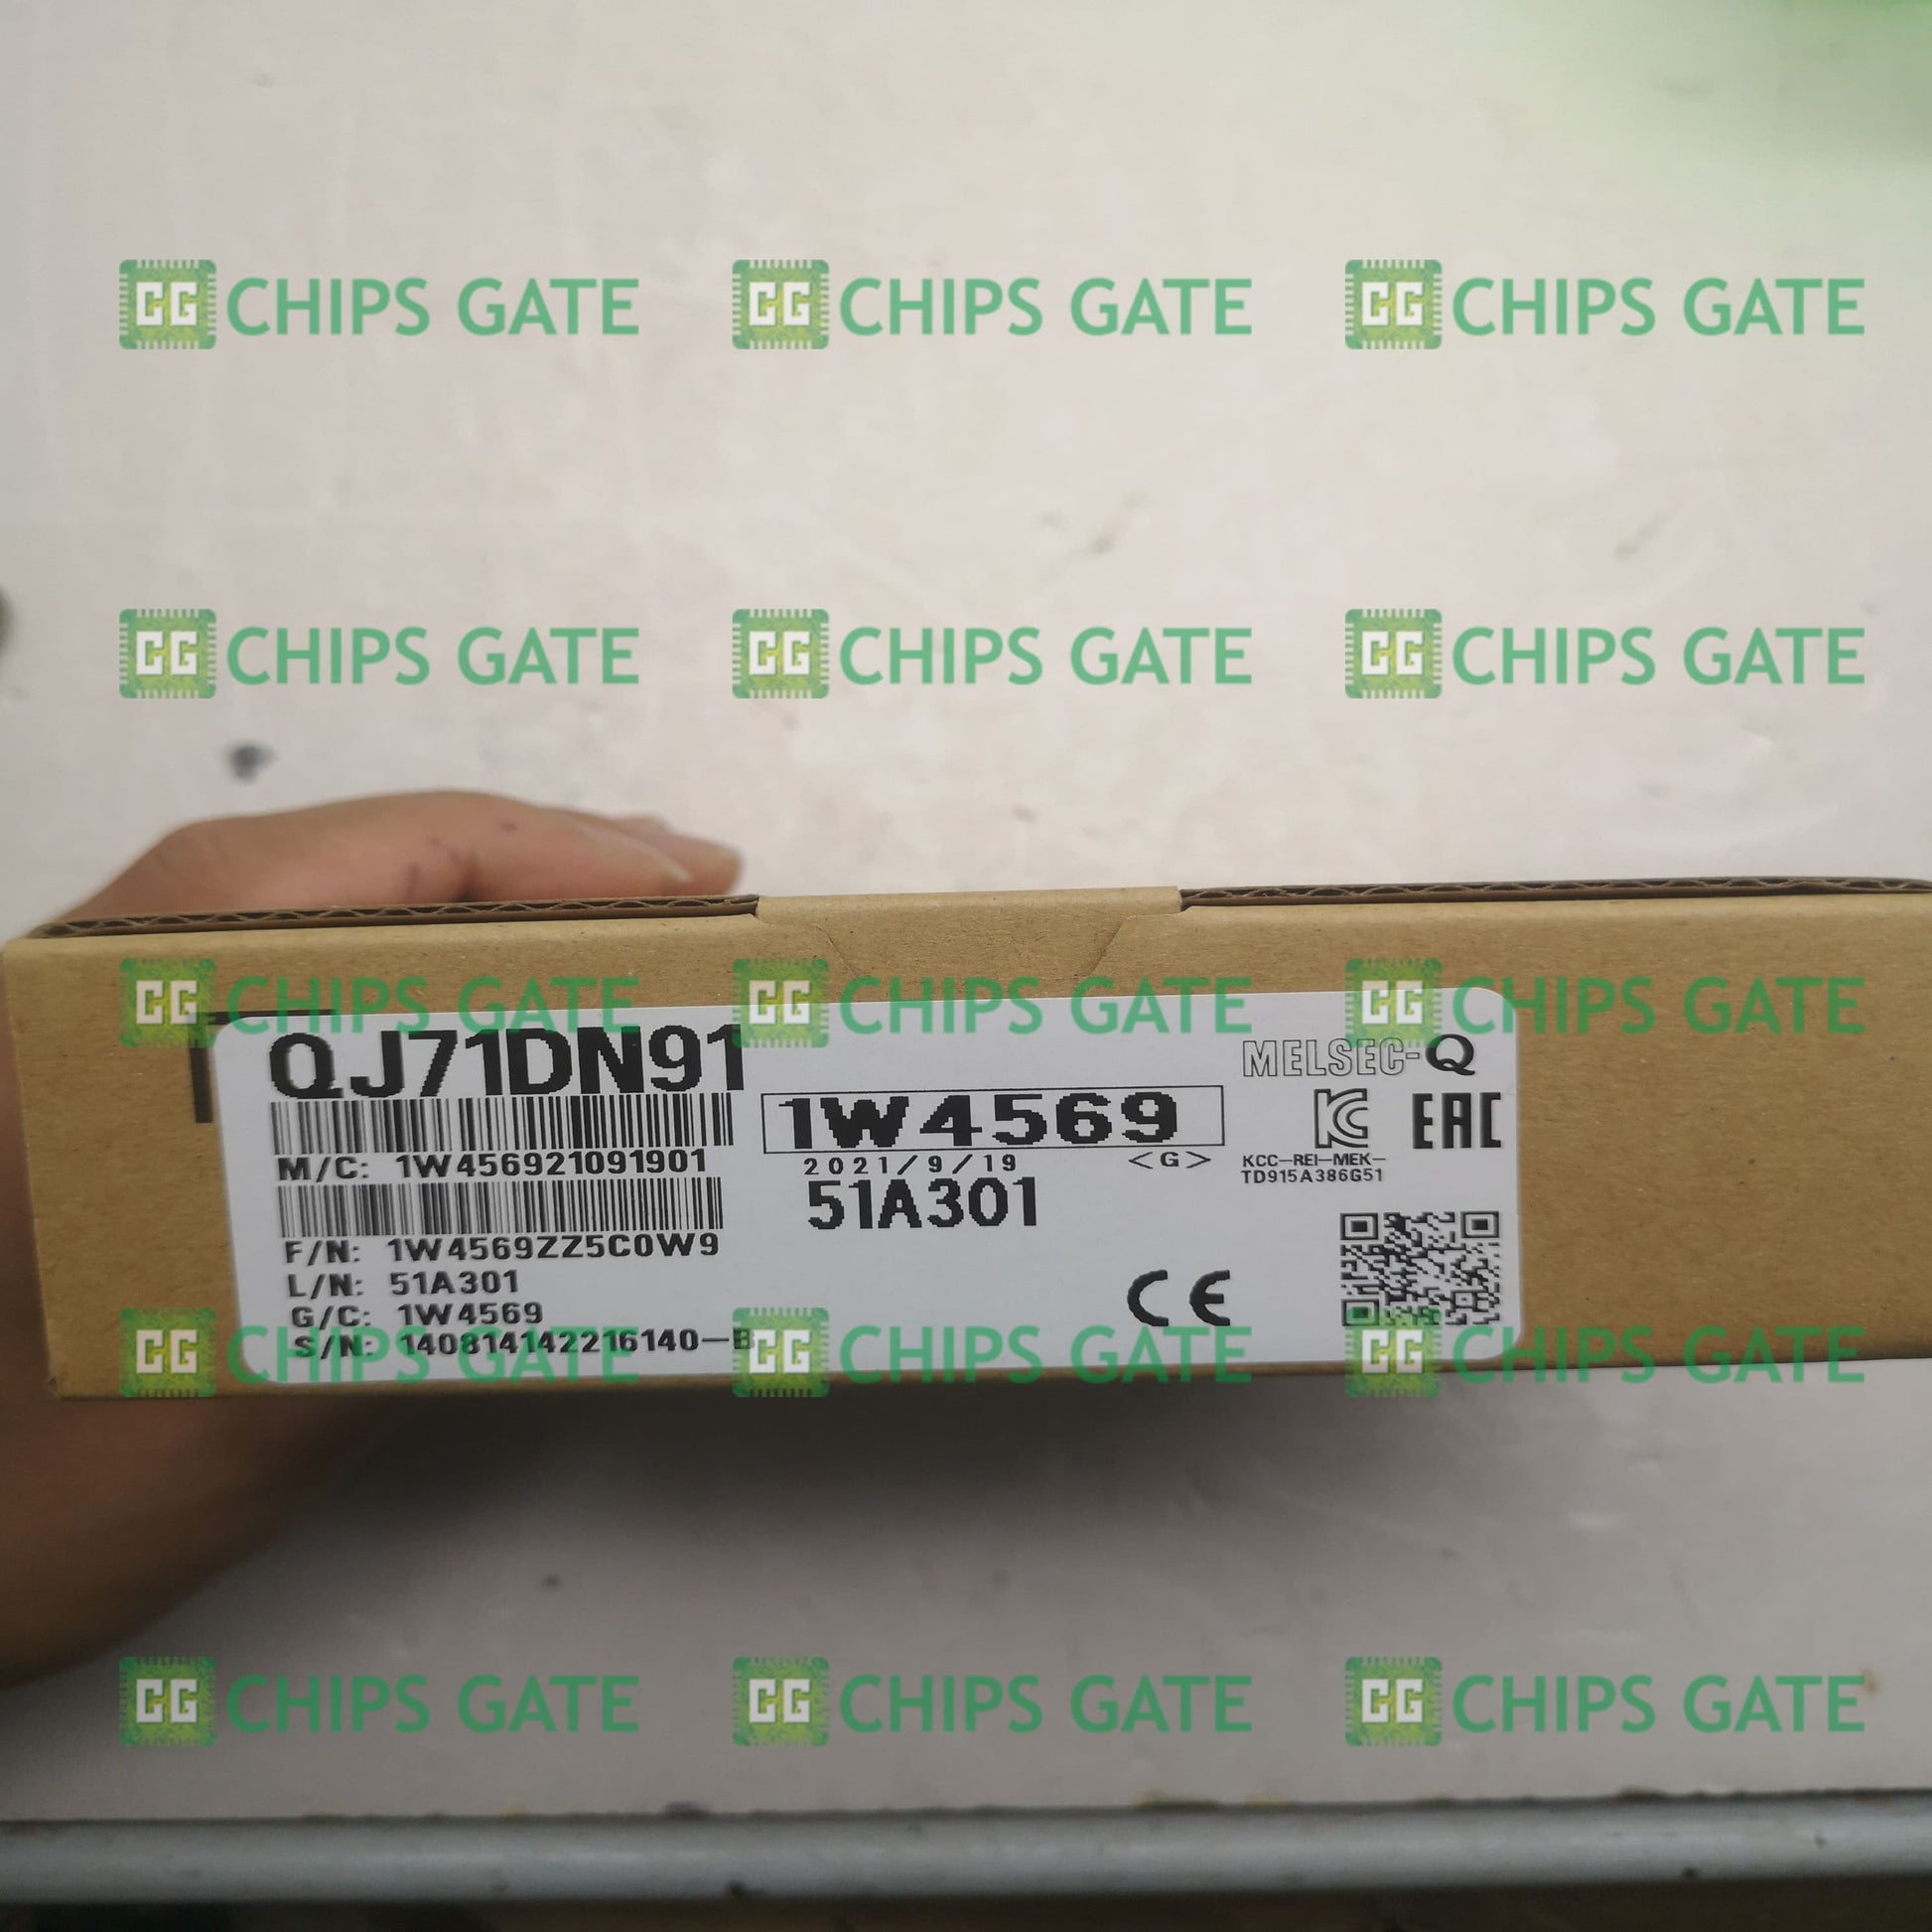 CG CHIPS GATE CG CHIPS GATE CG CHIPS GATE
CG CHIPS GATE CG CHIPS GATE CG CHIPS GATE
CG CHIPS GATE CG CHIPS GATE CG CHIPS GATE
QJ71DN91
MELSEC-Q
1W4569
EAC
M/C: 1W456921091901
2021/9/19 <G>
KCC-REI-MEK-
TD915A386G51
51A301
F/N: 1W4569ZZ5C0W9
L/N: 51A301
CE
G/C: 1W4569
S/N: 140814142216140-B
CG CHIPS GATE CG CHIPS GATE CG CHIPS GATE
CG CHIPS GATE CG CHIPS GATE CG CHIPS GATE